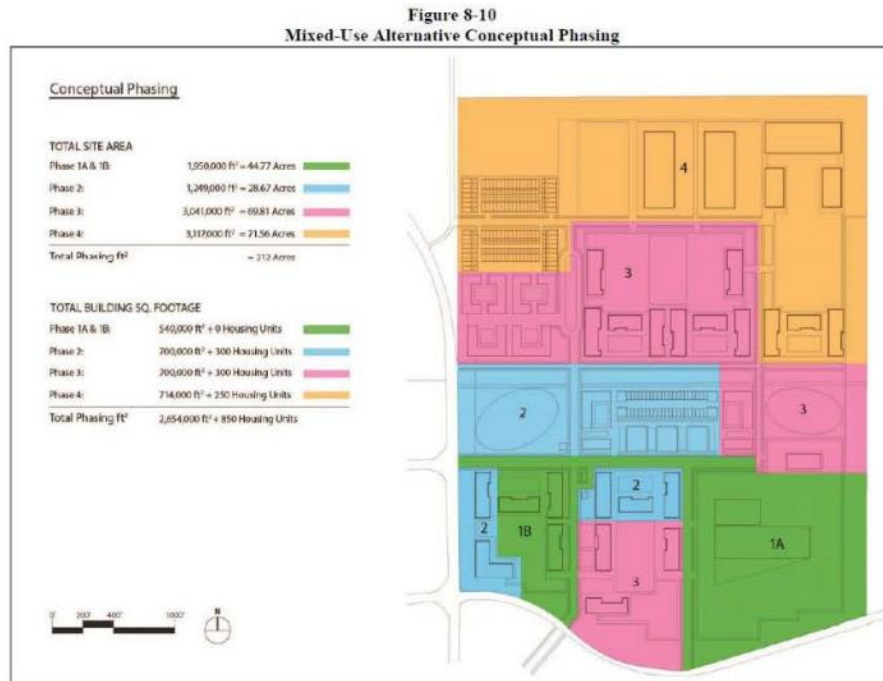 Figure 8-10
Mixed-Use Alternative Conceptual Phasing
Conceptual Phasing
TOTAL SITE AREA
Phase 1A & 1B: 1,950,000 ft² = 44.77 Acres
Phase 2: 1,249,000 ft² = 28.67 Acres
Phase 3: 3,041,000 ft² = 69.81 Acres
Phase 4: 3,117,000 ft² = 71.56 Acres
Total Phasing ft² = 212 Acres
TOTAL BUILDING SQ. FOOTAGE
Phase 1A & 1B: 540,000 ft² + 0 Housing Units
Phase 2: 700,000 ft² + 300 Housing Units
Phase 3: 700,000 ft² + 300 Housing Units
Phase 4: 714,000 ft² + 250 Housing Units
Total Phasing ft² 2,654,000 ft² + 850 Housing Units
4
3
2
3
2
2
1B
1A
3
0' 200' 400' 1000'
N